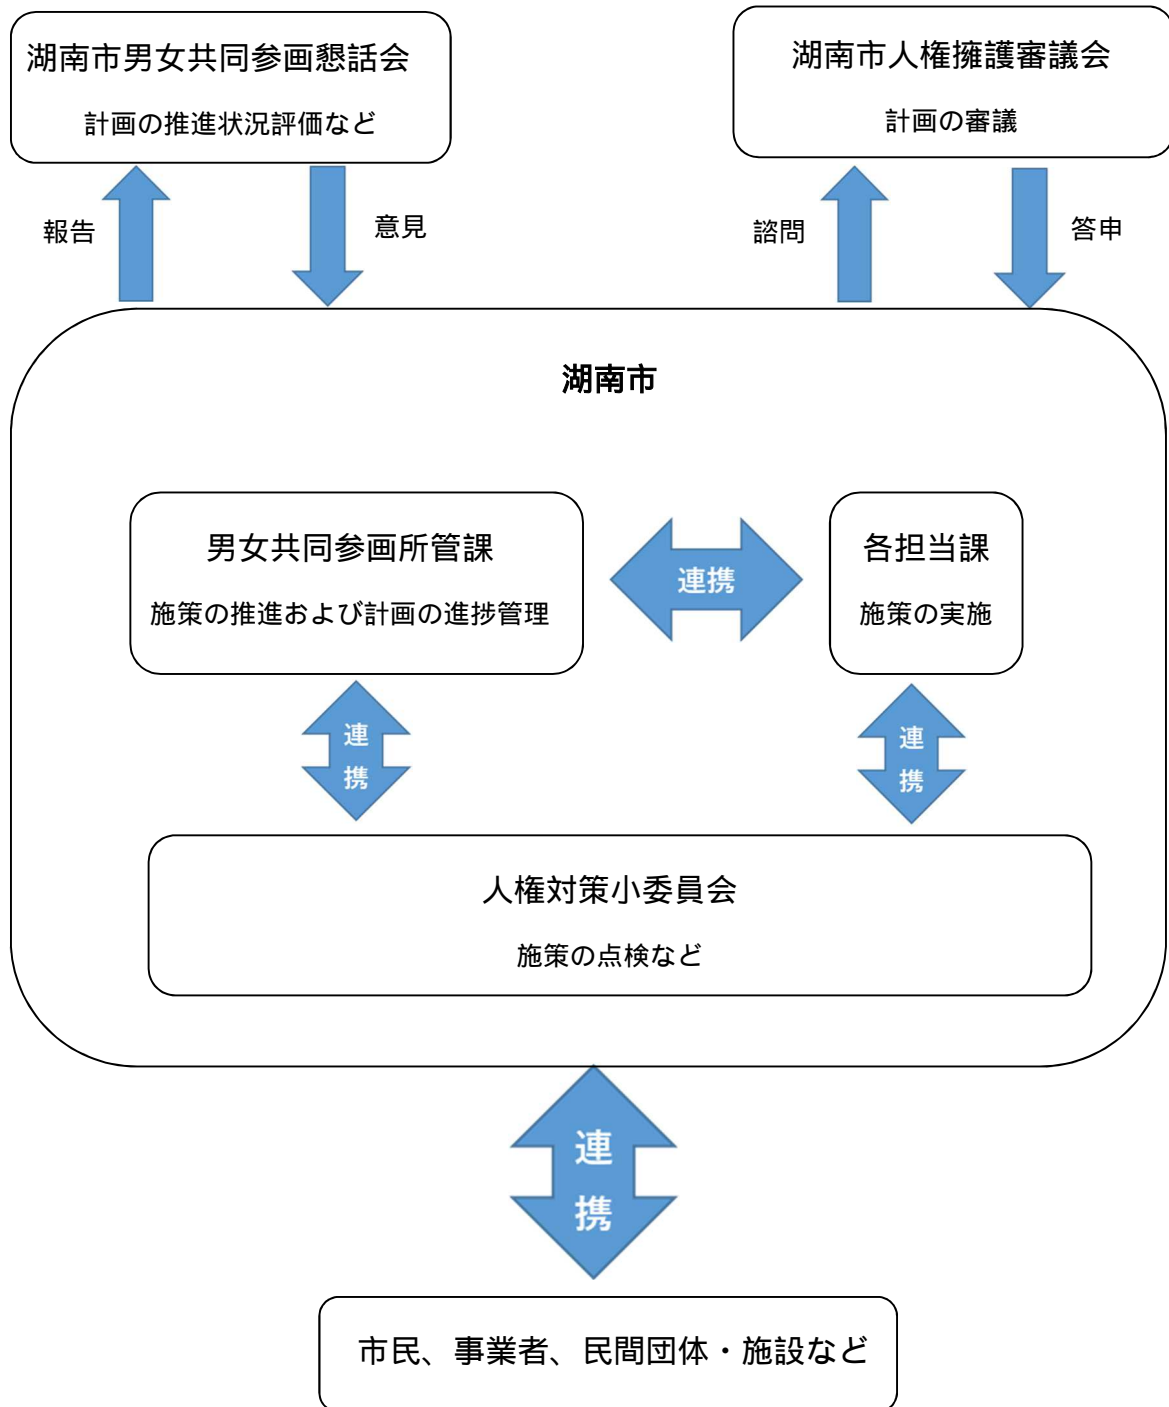 湖南市男女共同参画懇話会
計画の推進状況評価など
湖南市人権擁護審議会
計画の審議
報告
意見
諮問
答申
湖南市
男女共同参画所管課
施策の推進および計画の進捗管理
連携
各担当課
施策の実施
連
携
連
携
人権対策小委員会
施策の点検など
連
携
市民、事業者、民間団体・施設など